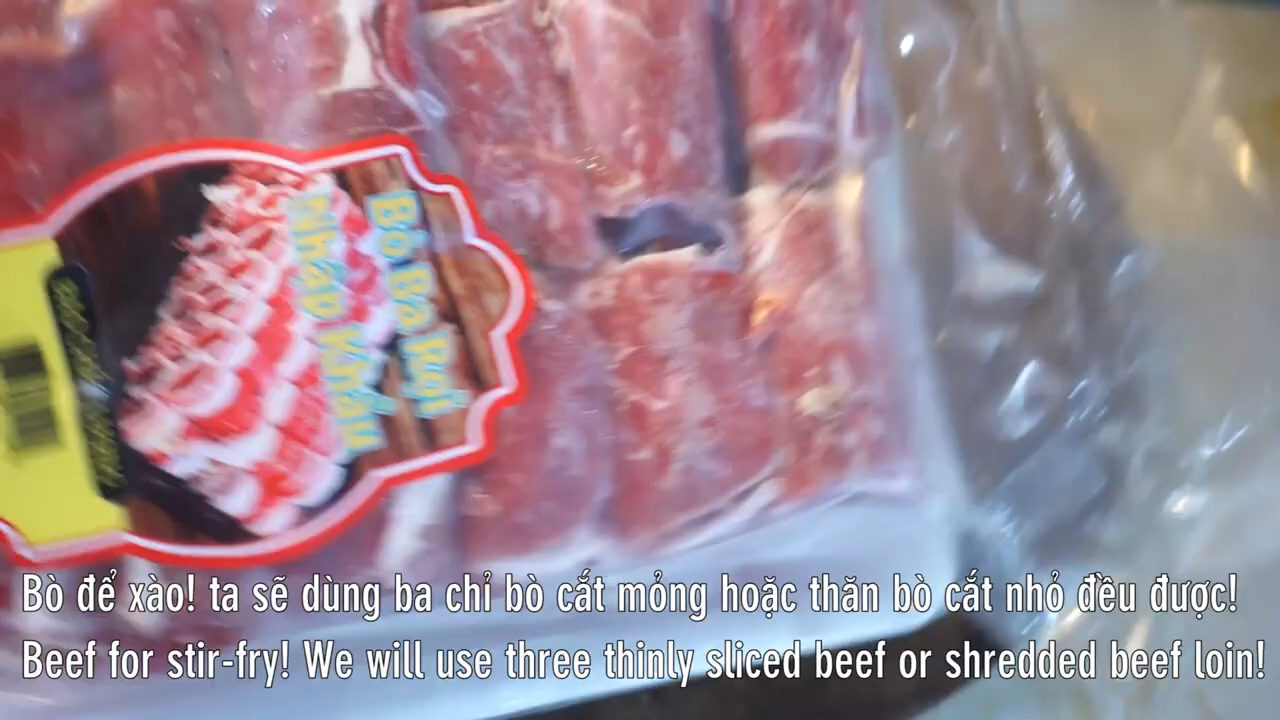 Bò Ba Rọi
Nhập Khẩu
Bò để xào! ta sẽ dùng ba chỉ bò cắt mỏng hoặc thăn bò cắt nhỏ đều được!
Beef for stir-fry! We will use three thinly sliced beef or shredded beef loin!